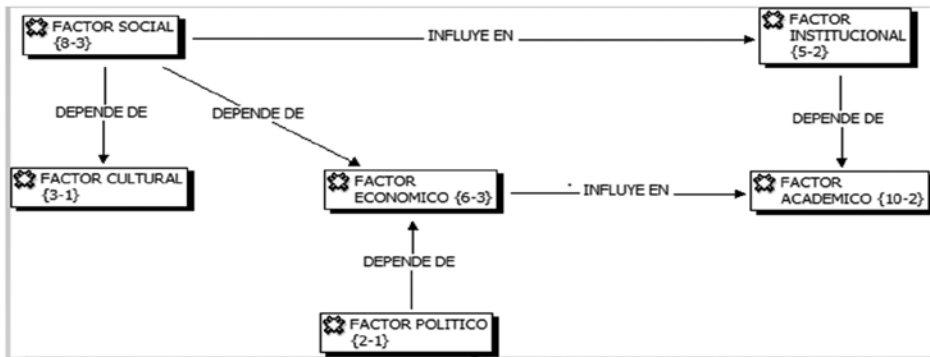 FACTOR SOCIAL
{8-3}
INFLUYE EN
FACTOR
INSTITUCIONAL
{5-2}
DEPENDE DE
DEPENDE DE
DEPENDE DE
FACTOR CULTURAL
{3-1}
FACTOR
ECONOMICO {6-3}
INFLUYE EN
FACTOR
ACADEMICO {10-2}
DEPENDE DE
FACTOR POLITICO
{2-1}